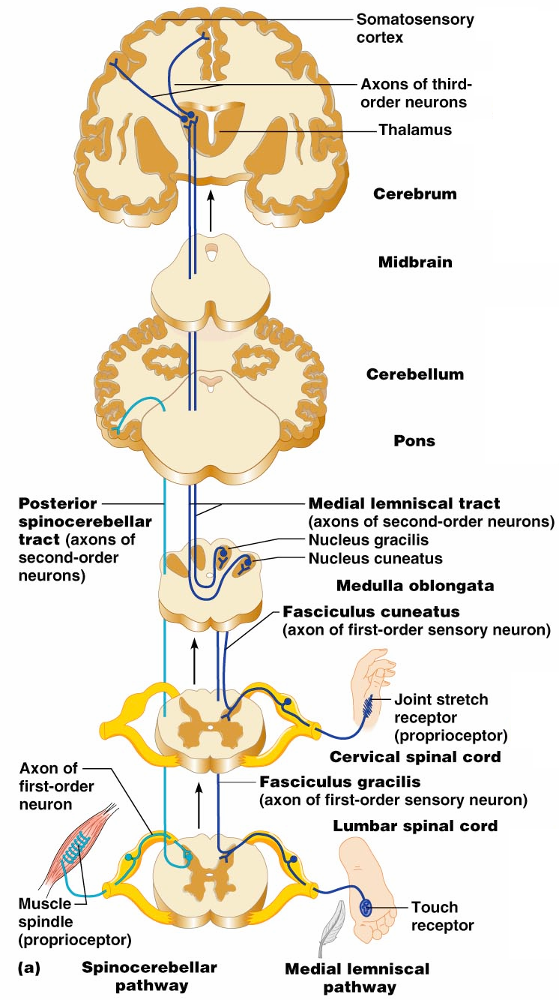 Somatosensory
cortex
Axons of third-
order neurons
Thalamus
Cerebrum
Midbrain
Cerebellum
Pons
Posterior
spinocerebellar
tract (axons of
second-order
neurons)
Medial lemniscal tract
(axons of second-order neurons)
Nucleus gracilis
Nucleus cuneatus
Medulla oblongata
Fasciculus cuneatus
(axon of first-order sensory neuron)
Joint stretch
receptor
(proprioceptor)
Cervical spinal cord
Axon of
first-order
neuron
Fasciculus gracilis
(axon of first-order sensory neuron)
Lumbar spinal cord
Muscle
spindle
(proprioceptor)
Touch
receptor
(a)
Spinocerebellar
pathway
Medial lemniscal
pathway